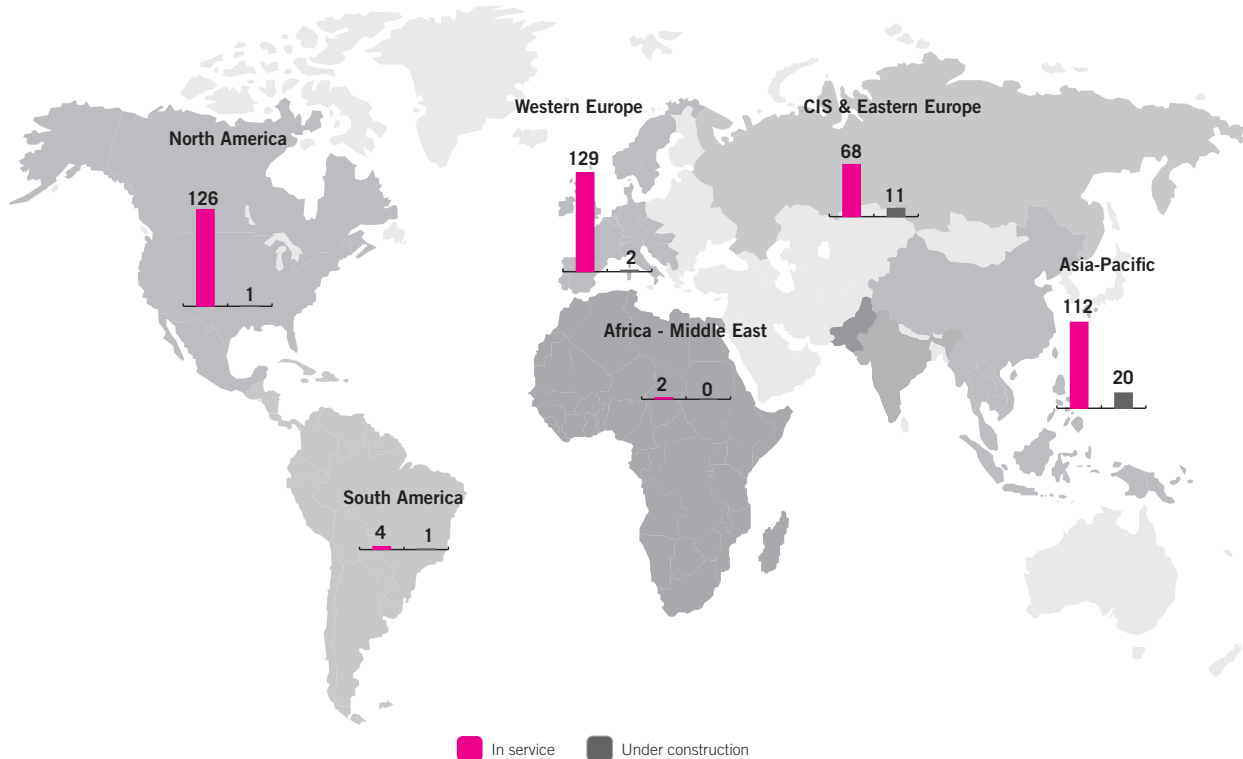 Western Europe
CIS & Eastern Europe
North America
68
129
11
126
2
Asia-Pacific
1
112
Africa - Middle East
20
2
0
South America
4
1
In service
Under construction